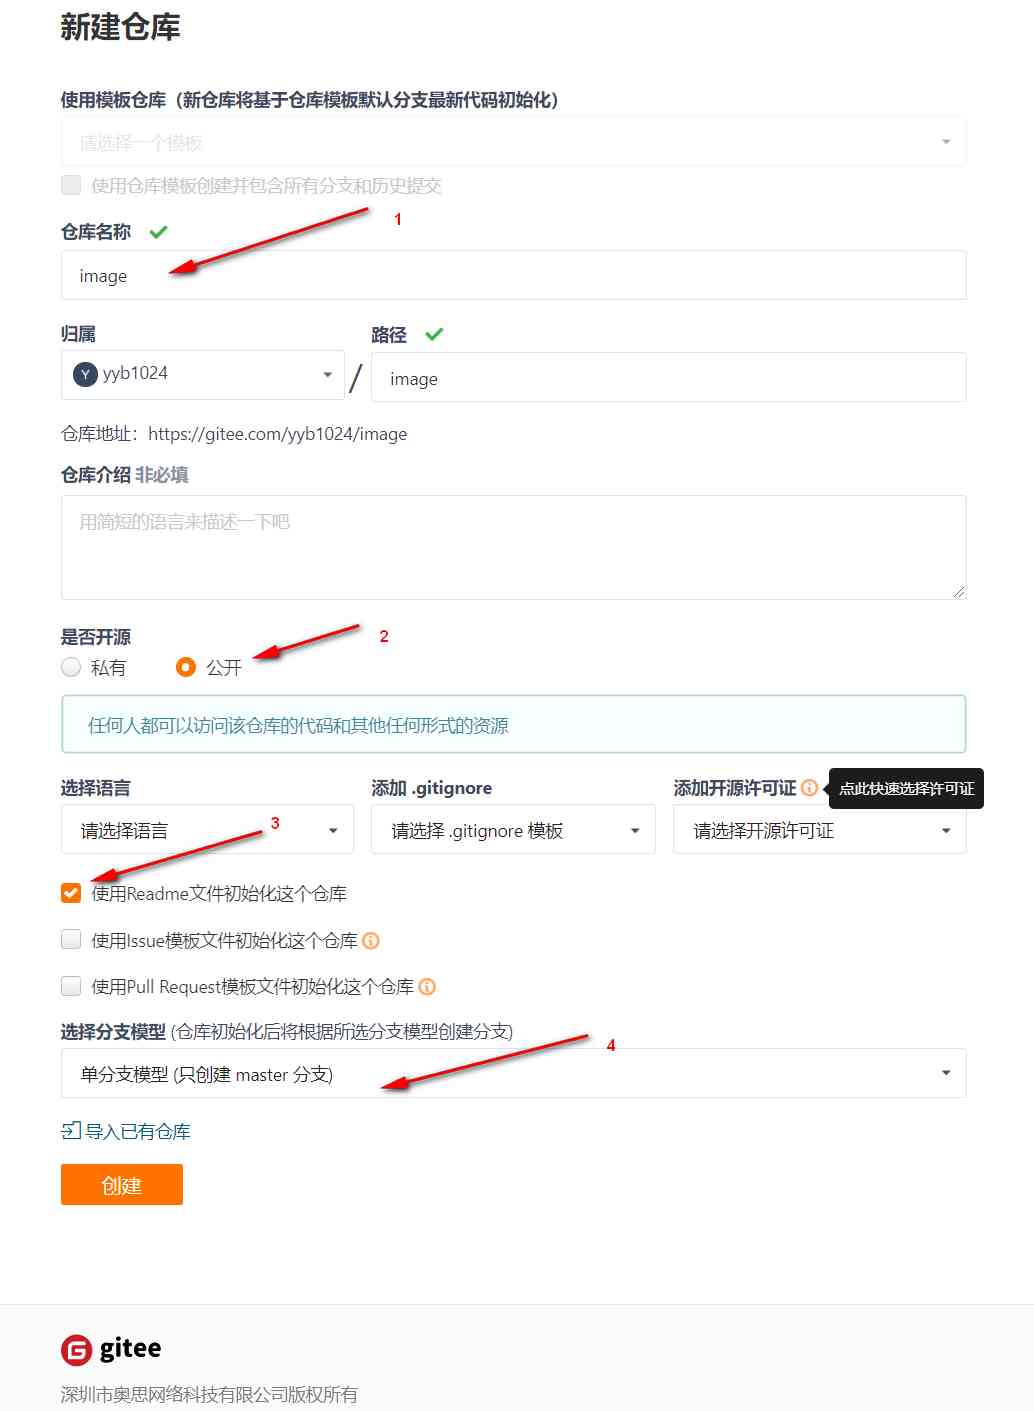 新建仓库
使用模板仓库（新仓库将基于仓库模板默认分支最新代码初始化）
请选择一个模板
使用仓库模板创建并包含所有分支和历史提交
1
仓库名称
image
归属
路径
Y yyb1024
/
image
仓库地址：https://gitee.com/yyb1024/image
仓库介绍 非必填
用简短的语言来描述一下吧
是否开源
2
私有
公开
任何人都可以访问该仓库的代码和其他任何形式的资源
选择语言
添加 .gitignore
添加开源许可证
点此快速选择许可证
请选择语言
3
请选择 .gitignore 模板
请选择开源许可证
使用Readme文件初始化这个仓库
使用Issue模板文件初始化这个仓库
使用Pull Request模板文件初始化这个仓库
选择分支模型 (仓库初始化后将根据所选分支模型创建分支)
4
单分支模型 (只创建 master 分支)
导入已有仓库
创建
G gitee
深圳市奥思网络科技有限公司版权所有